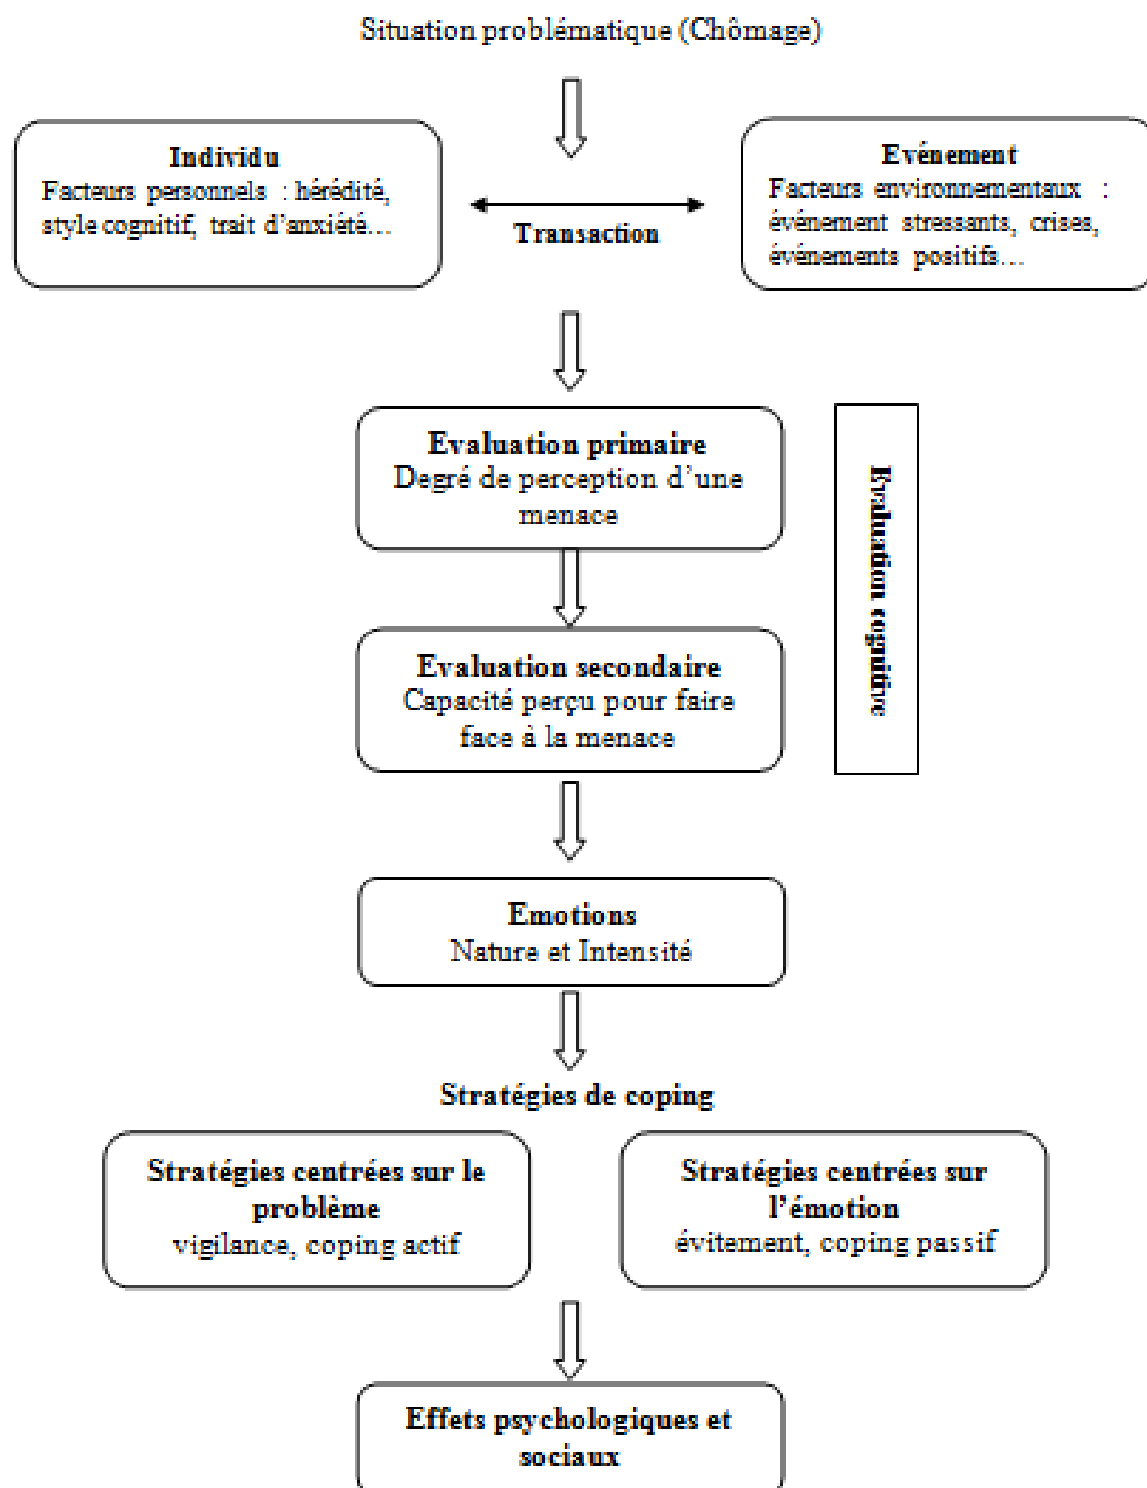 Situation problématique (Chômage)
Individu
Facteurs personnels : hérédité,
style cognitif, trait d'anxiété...
Transaction
Evénement
Facteurs environnementaux :
événement stressants, crises,
événements positifs...
Evaluation primaire
Degré de perception d'une
menace
Evaluation cognitive
Evaluation secondaire
Capacité perçu pour faire
face à la menace
Emotions
Nature et Intensité
Stratégies de coping
Stratégies centrées sur le
problème
vigilance, coping actif
Stratégies centrées sur
l'émotion
évitement, coping passif
Effets psychologiques et
sociaux